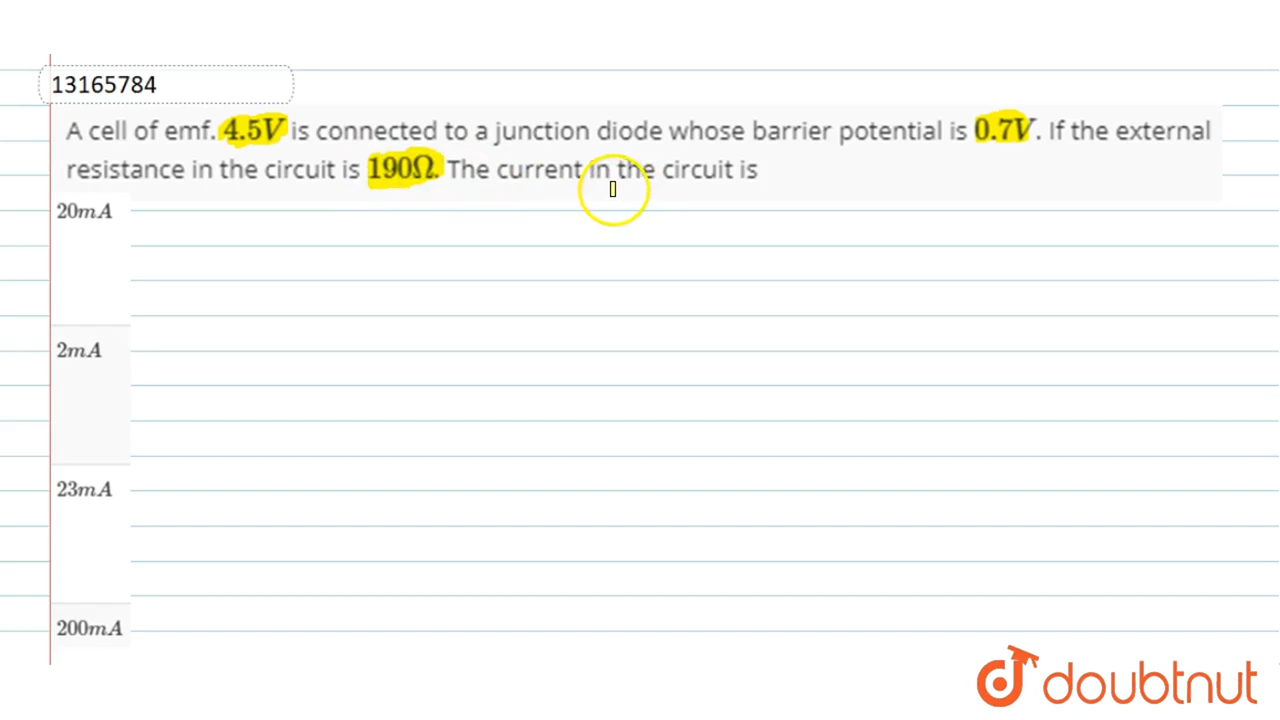 13165784
A cell of emf. 4.5V is connected to a junction diode whose barrier potential is 0.7V. If the external
resistance in the circuit is 190Ω. The current in the circuit is
20mA
2mA
23mA
200mA
doubtnut